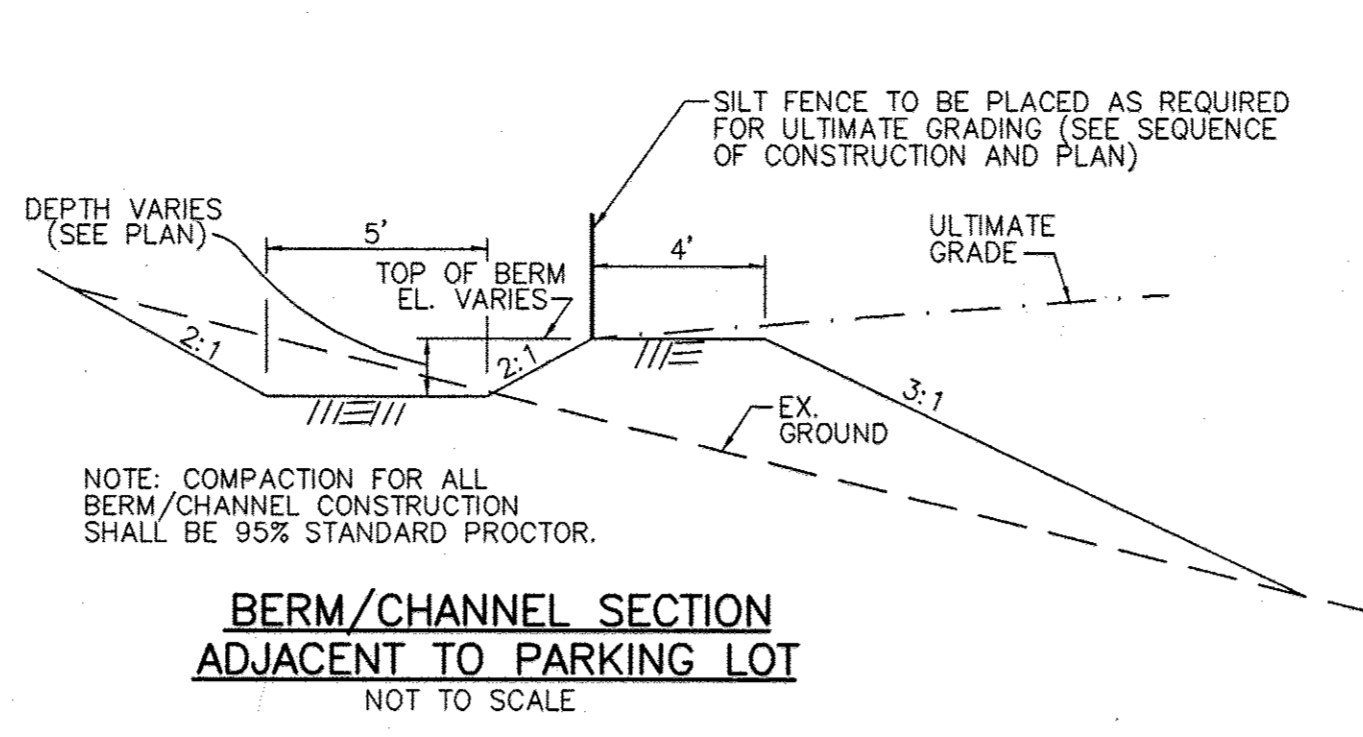 SILT FENCE TO BE PLACED AS REQUIRED
FOR ULTIMATE GRADING (SEE SEQUENCE
OF CONSTRUCTION AND PLAN)
DEPTH VARIES
(SEE PLAN)
5'
TOP OF BERM
EL. VARIES
4'
ULTIMATE
GRADE
2:1
2:1
3:1
EX.
GROUND
NOTE: COMPACTION FOR ALL
BERM/CHANNEL CONSTRUCTION
SHALL BE 95% STANDARD PROCTOR.
BERM/CHANNEL SECTION
ADJACENT TO PARKING LOT
NOT TO SCALE